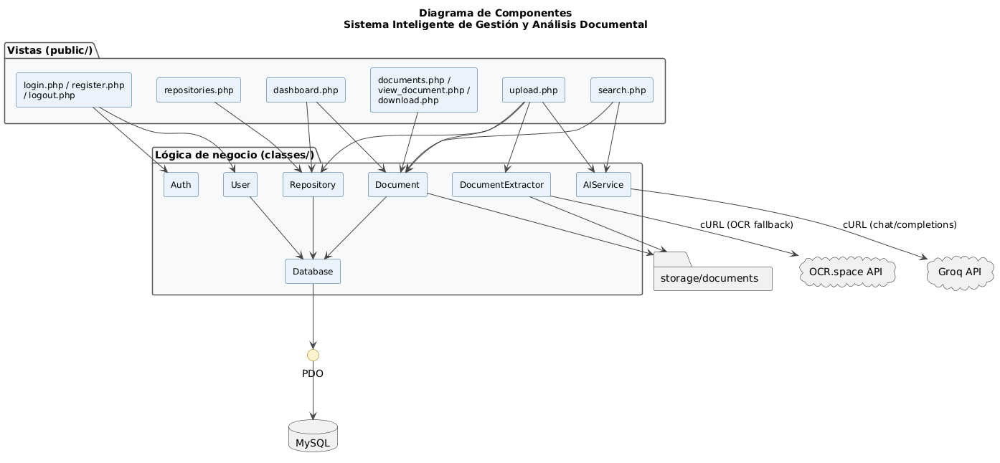 Diagrama de Componentes
Sistema Inteligente de Gestión y Análisis Documental
Vistas (public/)
login.php / register.php
/ logout.php
repositories.php
dashboard.php
documents.php /
view_document.php /
download.php
upload.php
search.php
Lógica de negocio (classes/)
Auth
User
Repository
Document
DocumentExtractor
AIService
cURL (OCR fallback)
cURL (chat/completions)
Database
storage/documents
OCR.space API
Groq API
PDO
MySQL